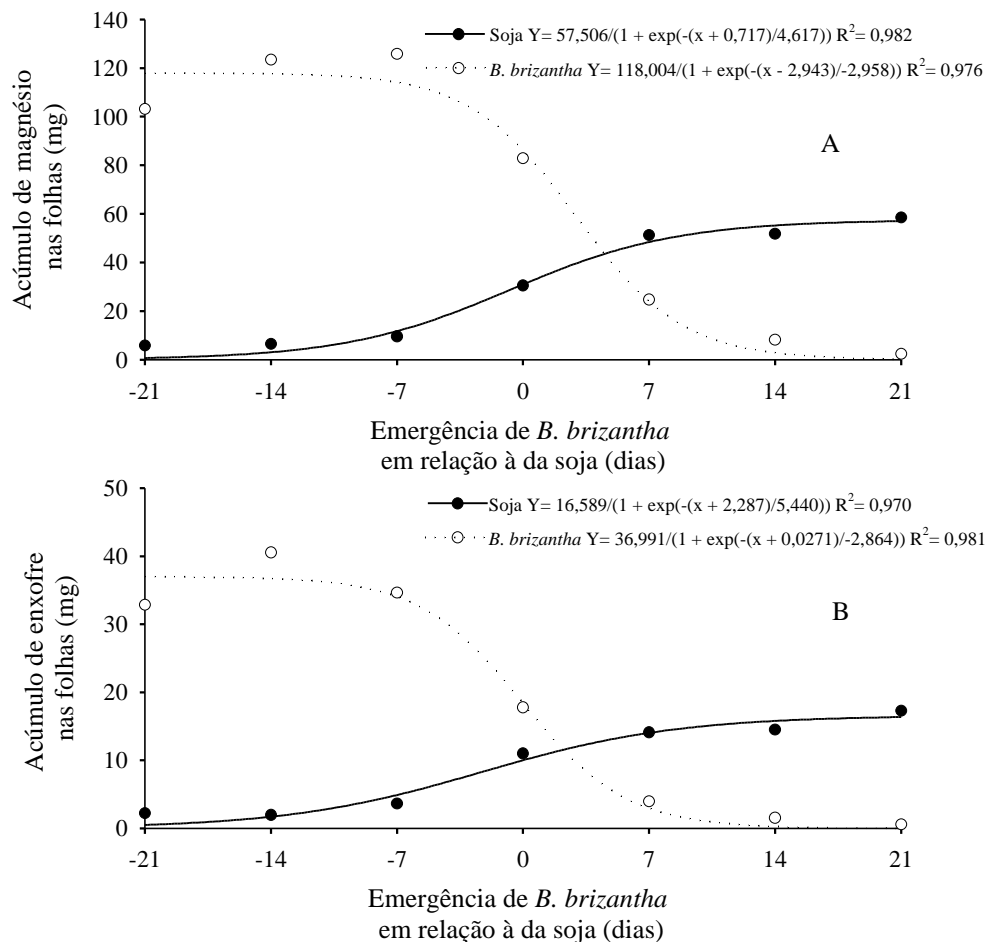 140
120
100
80
60
40
20
0
Acúmulo de magnésio
nas folhas (mg)
Soja Y= 57,506/(1 + exp(-(x + 0,717)/4,617)) R2= 0,982
B. brizantha Y= 118,004/(1 + exp(-(x - 2,943)/-2,958)) R2= 0,976
A
-21 -14 -7 0 7 14 21
Emergência de B. brizantha
em relação à da soja (dias)
50
40
30
20
10
0
Acúmulo de enxofre
nas folhas (mg)
Soja Y= 16,589/(1 + exp(-(x + 2,287)/5,440)) R2= 0,970
B. brizantha Y= 36,991/(1 + exp(-(x + 0,0271)/-2,864)) R2= 0,981
B
-21 -14 -7 0 7 14 21
Emergência de B. brizantha
em relação à da soja (dias)